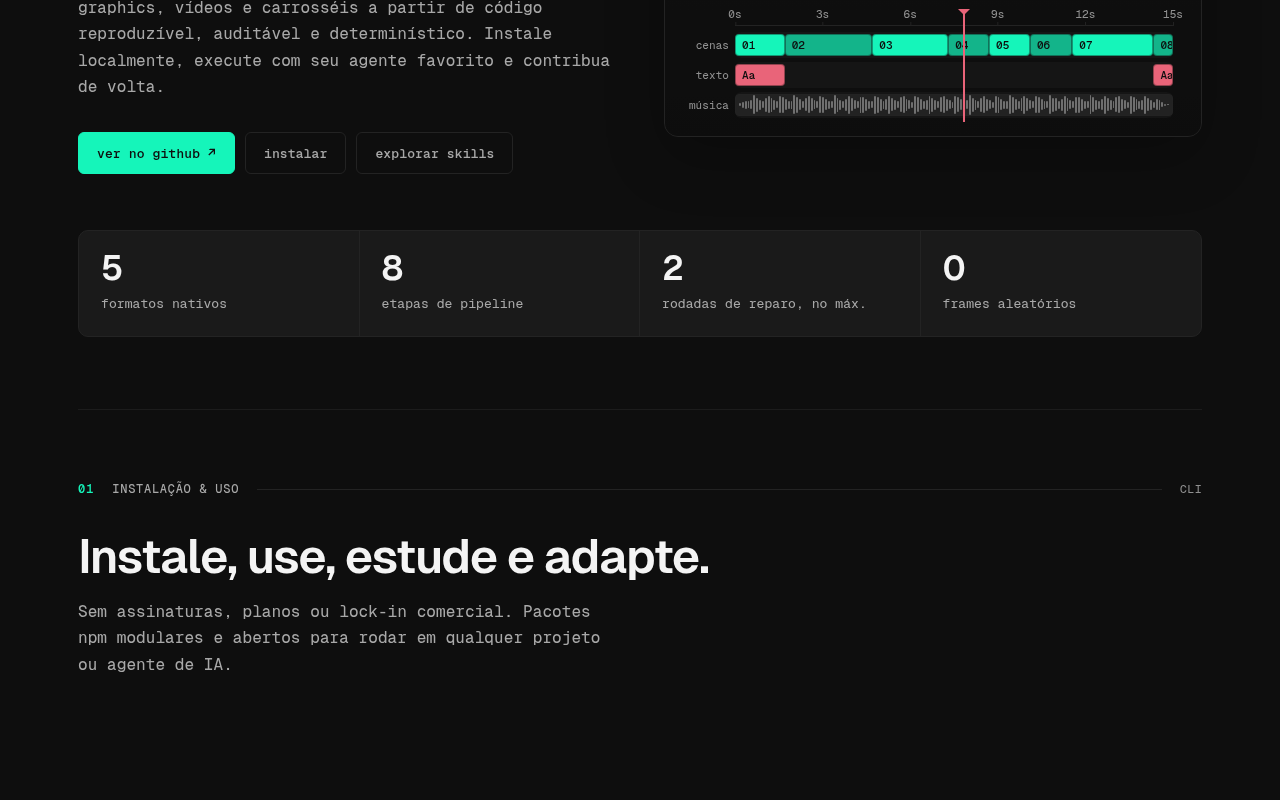 graphics, vídeos e carrosséis a partir de código
reproduzível, auditável e determinístico. Instale
localmente, execute com seu agente favorito e contribua
de volta.
ver no github ↗
instalar
explorar skills
0s 3s 6s 9s 12s 15s
cenas 01 02 03 04 05 06 07 08
texto Aa Aa
música
5
formatos nativos
8
etapas de pipeline
2
rodadas de reparo, no máx.
0
frames aleatórios
01 INSTALAÇÃO & USO CLI
Instale, use, estude e adapte.
Sem assinaturas, planos ou lock-in comercial. Pacotes
npm modulares e abertos para rodar em qualquer projeto
ou agente de IA.